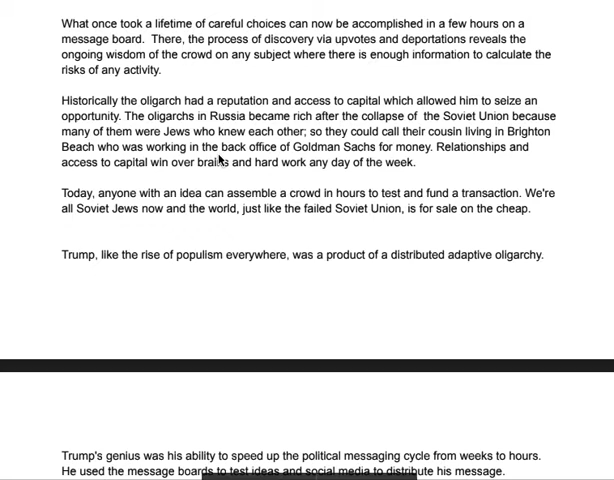 What once took a lifetime of careful choices can now be accomplished in a few hours on a
message board.  There, the process of discovery via upvotes and deportations reveals the
ongoing wisdom of the crowd on any subject where there is enough information to calculate the
risks of any activity.
Historically the oligarch had a reputation and access to capital which allowed him to seize an
opportunity. The oligarchs in Russia became rich after the collapse of  the Soviet Union because
many of them were Jews who knew each other; so they could call their cousin living in Brighton
Beach who was working in the back office of Goldman Sachs for money. Relationships and
access to capital win over brains and hard work any day of the week.
Today, anyone with an idea can assemble a crowd in hours to test and fund a transaction. We're
all Soviet Jews now and the world, just like the failed Soviet Union, is for sale on the cheap.
Trump, like the rise of populism everywhere, was a product of a distributed adaptive oligarchy.
Trump's genius was his ability to speed up the political messaging cycle from weeks to hours.
He used the message boards to test ideas and social media to distribute his message.